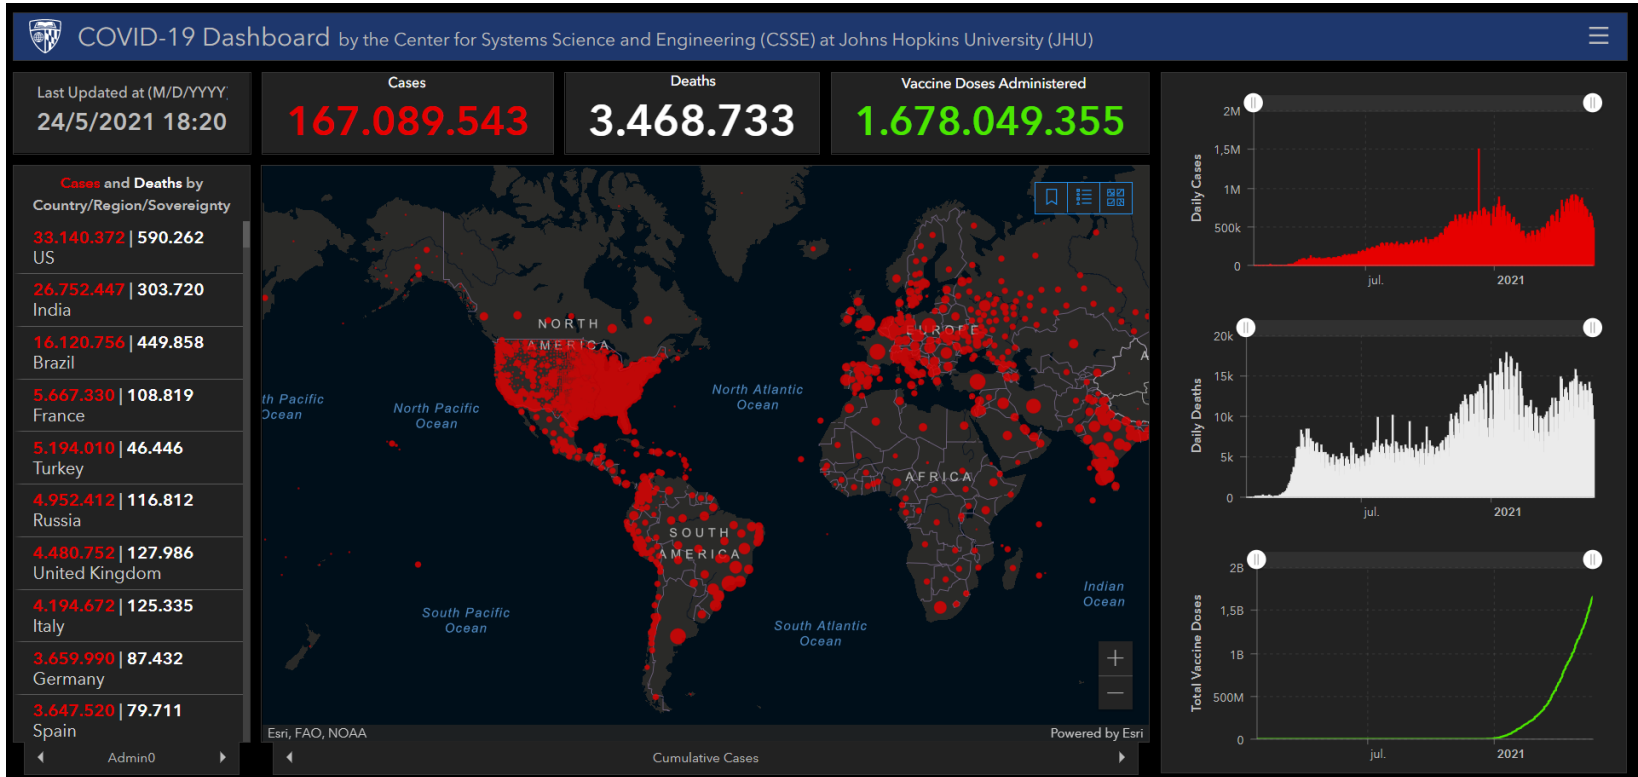 COVID-19 Dashboard by the Center for Systems Science and Engineering (CSSE) at Johns Hopkins University (JHU)
Last Updated at (M/D/YYYY)
24/5/2021 18:20
Cases
167.089.543
Deaths
3.468.733
Vaccine Doses Administered
1.678.049.355
Cases and Deaths by
Country/Region/Sovereignty
33.140.372 | 590.262
US
26.752.447 | 303.720
India
16.120.756 | 449.858
Brazil
5.667.330 | 108.819
France
5.194.010 | 46.446
Turkey
4.952.412 | 116.812
Russia
4.480.752 | 127.986
United Kingdom
4.194.672 | 125.335
Italy
3.659.990 | 87.432
Germany
3.647.520 | 79.711
Spain
Admin0
NORTH
AMERICA
EUROPE
A
th Pacific
Ocean
North Pacific
Ocean
North Atlantic
Ocean
AFRICA
SOUTH
AMERICA
Indian
Ocean
South Pacific
Ocean
South Atlantic
Ocean
+
−
Esri, FAO, NOAA
Powered by Esri
Cumulative Cases
Daily Cases
2M
1,5M
1M
500k
0
jul.
2021
Daily Deaths
20k
15k
10k
5k
0
jul.
2021
Total Vaccine Doses
2B
1,5B
1B
500M
0
jul.
2021